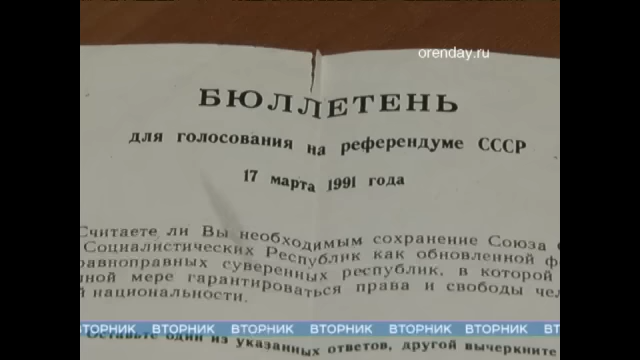 orenday.ru
БЮЛЛЕТЕНЬ
для голосования на референдуме СССР
17 марта 1991 года
Считаете ли Вы необходимым сохранение Союза
Социалистических Республик как обновленной
равноправных суверенных республик, в которой
мере гарантироваться права и свободы
национальности.
ВТОРНИК ВТОРНИК ВТОРНИК ВТОРНИК ВТОРНИК ВТОРНИК ВТОРНИК
Оставьте один из указанных ответов, другой вычеркните